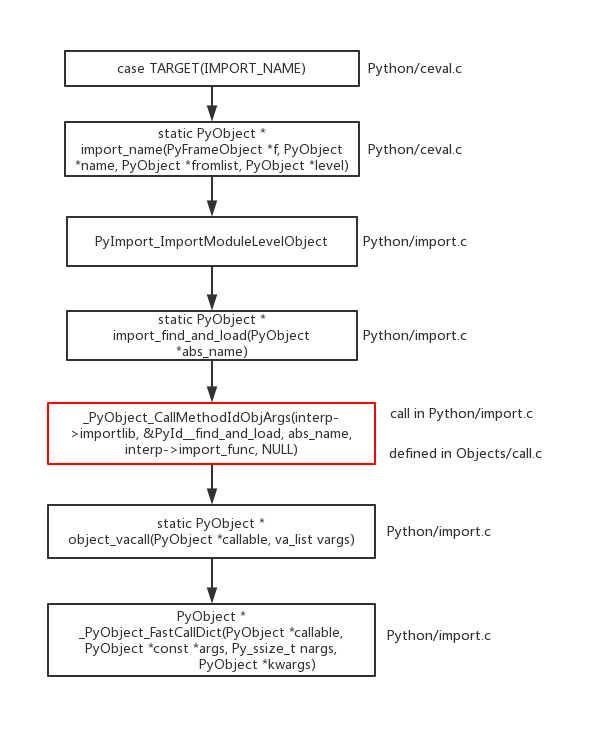 case TARGET(IMPORT_NAME)
Python/ceval.c
static PyObject *
import_name(PyFrameObject *f, PyObject
*name, PyObject *fromlist, PyObject *level)
Python/ceval.c
PyImport_ImportModuleLevelObject
Python/import.c
static PyObject *
import_find_and_load(PyObject
*abs_name)
Python/import.c
_PyObject_CallMethodIdObjArgs(interp-
>importlib, &PyId__find_and_load, abs_name,
interp->import_func, NULL)
call in Python/import.c
defined in Objects/call.c
static PyObject *
object_vacall(PyObject *callable, va_list vargs)
Python/import.c
PyObject *
_PyObject_FastCallDict(PyObject *callable,
PyObject *const *args, Py_ssize_t nargs,
PyObject *kwargs)
Python/import.c